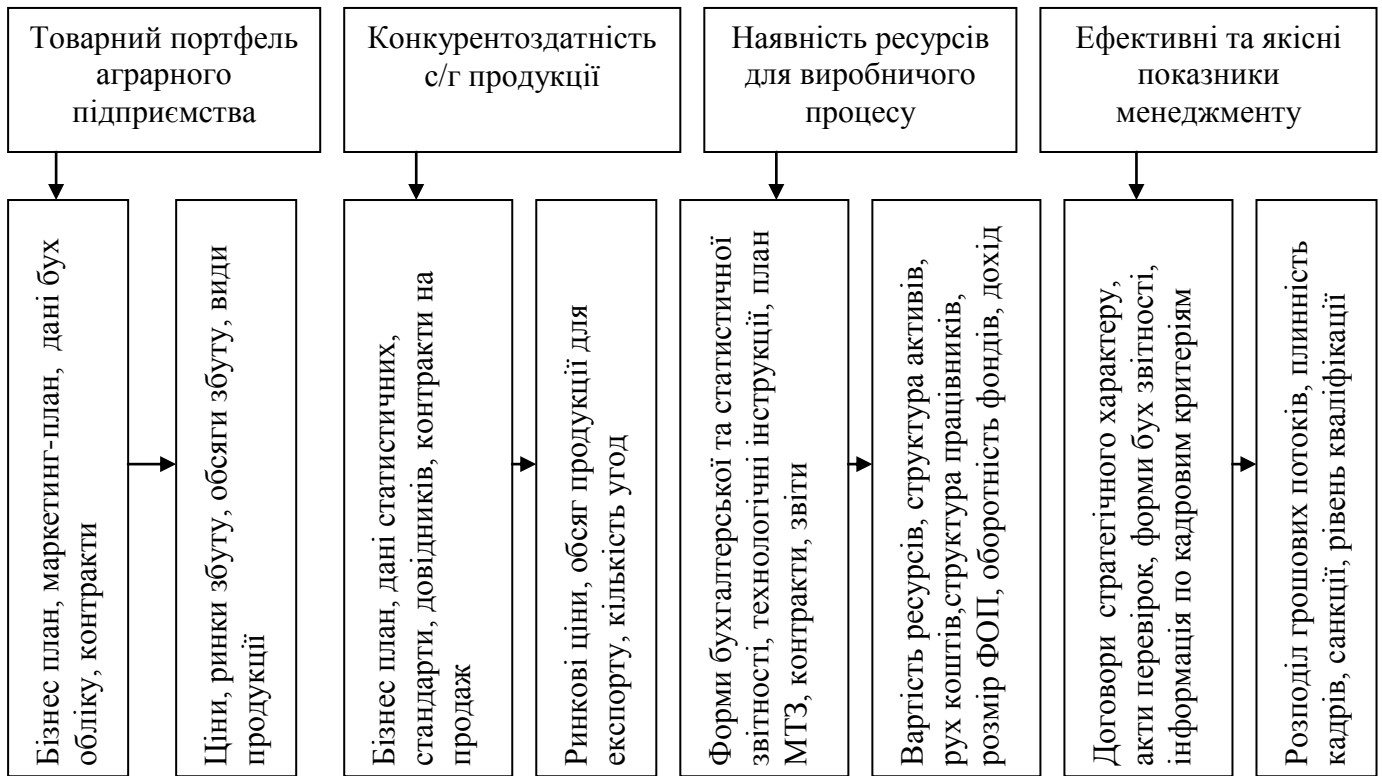 Товарний портфель
аграрного
підприємства
Конкурентоздатність
с/г продукції
Наявність ресурсів
для виробничого
процесу
Ефективні та якісні
показники
менеджменту
Бізнес план, маркетинг-план, дані бух
обліку, контракти
Ціни, ринки збуту, обсяги збуту, види
продукції
Бізнес план, дані статистичних,
стандарти, довідників, контракти на
продаж
Ринкові ціни, обсяг продукції для
експорту, кількість угод
Форми бухгалтерської та статистичної
звітності, технологічні інструкції, план
МТЗ, контракти, звіти
Вартість ресурсів, структура активів,
рух коштів,структура працівників,
розмір ФОП, оборотність фондів, дохід
Договори стратегічного характеру,
акти перевірок, форми бух звітності,
інформація по кадровим критеріям
Розподіл грошових потоків, плинність
кадрів, санкції, рівень кваліфікації